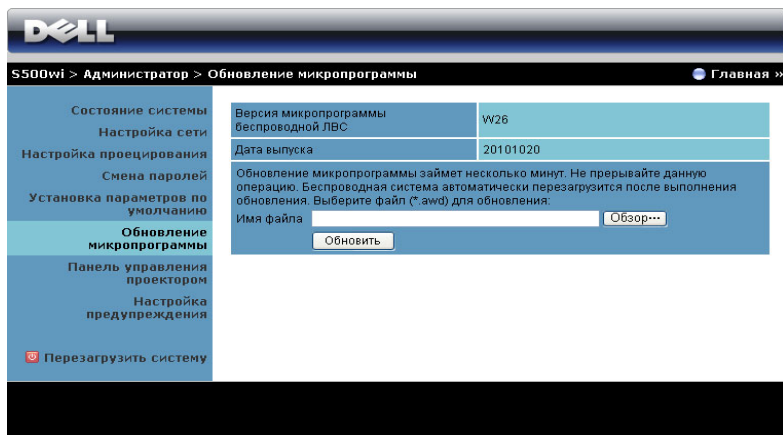 DELL
S500wi > Администратор > Обновление микропрограммы
Главная »
Состояние системы
Настройка сети
Настройка проецирования
Смена паролей
Установка параметров по
умолчанию
Обновление
микропрограммы
Панель управления
проектором
Настройка
предупреждения
Перезагрузить систему
Версия микропрограммы
беспроводной ЛВС
W26
Дата выпуска
20101020
Обновление микропрограммы займет несколько минут. Не прерывайте данную
операцию. Беспроводная система автоматически перезагрузится после выполнения
обновления. Выберите файл (*.awd) для обновления:
Имя файла
Обзор...
Обновить